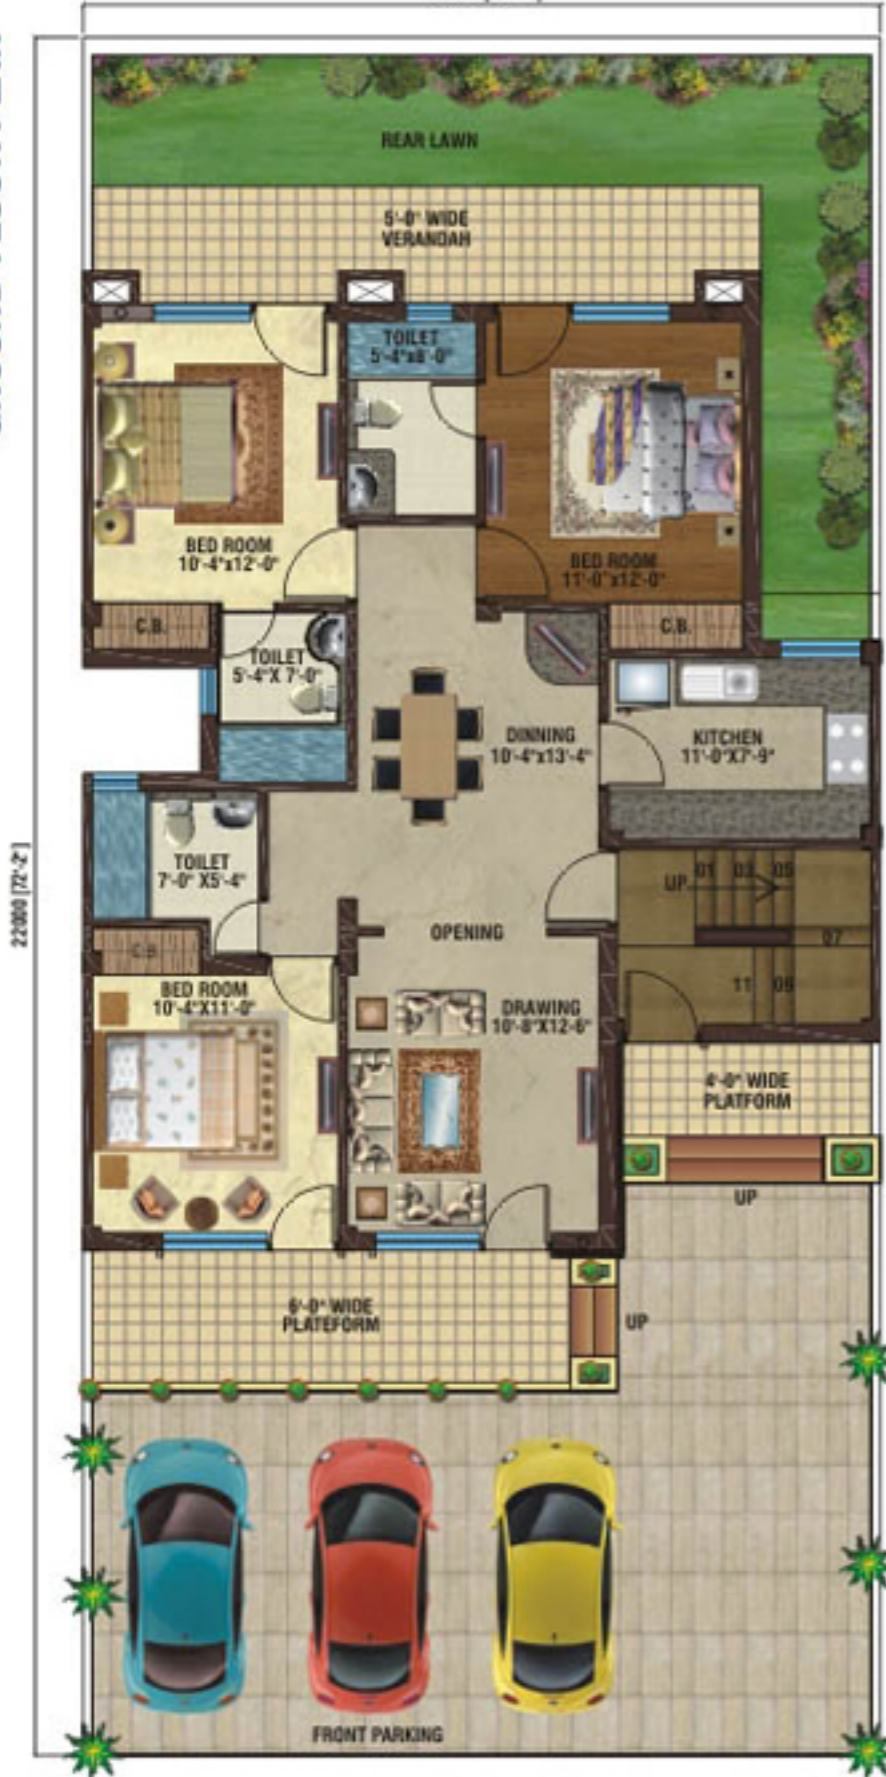 REAR LAWN
5'-0" WIDE
VERANDAH
TOILET
5'-4"x8'-0"
BED ROOM
10'-4"x12'-0"
BED ROOM
11'-0"x12'-0"
C.B.
C.B.
TOILET
5'-4"X 7'-0"
DINNING
10'-4"x13'-4"
KITCHEN
11'-0"X7'-9"
TOILET
7'-0" X5'-4"
UP
01 03 05
07
11 09
C.B.
OPENING
BED ROOM
10'-4"X11'-0"
DRAWING
10'-8"X12-6"
4'-0" WIDE
PLATFORM
UP
6'-0" WIDE
PLATEFORM
UP
22000 [72'-2"]
FRONT PARKING